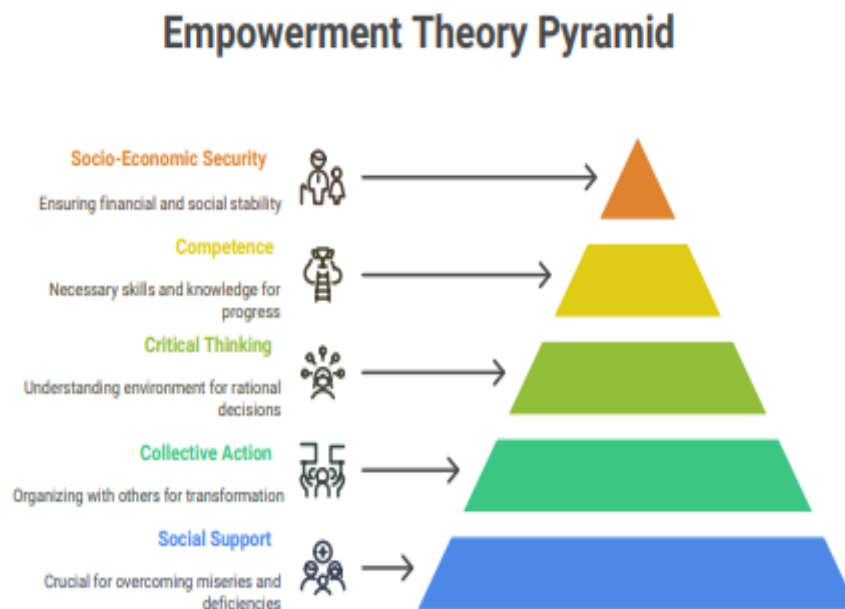 Empowerment Theory Pyramid
Socio-Economic Security
Ensuring financial and social stability
Competence
Necessary skills and knowledge for
progress
Critical Thinking
Understanding environment for rational
decisions
Collective Action
Organizing with others for transformation
Social Support
Crucial for overcoming miseries and
deficiencies